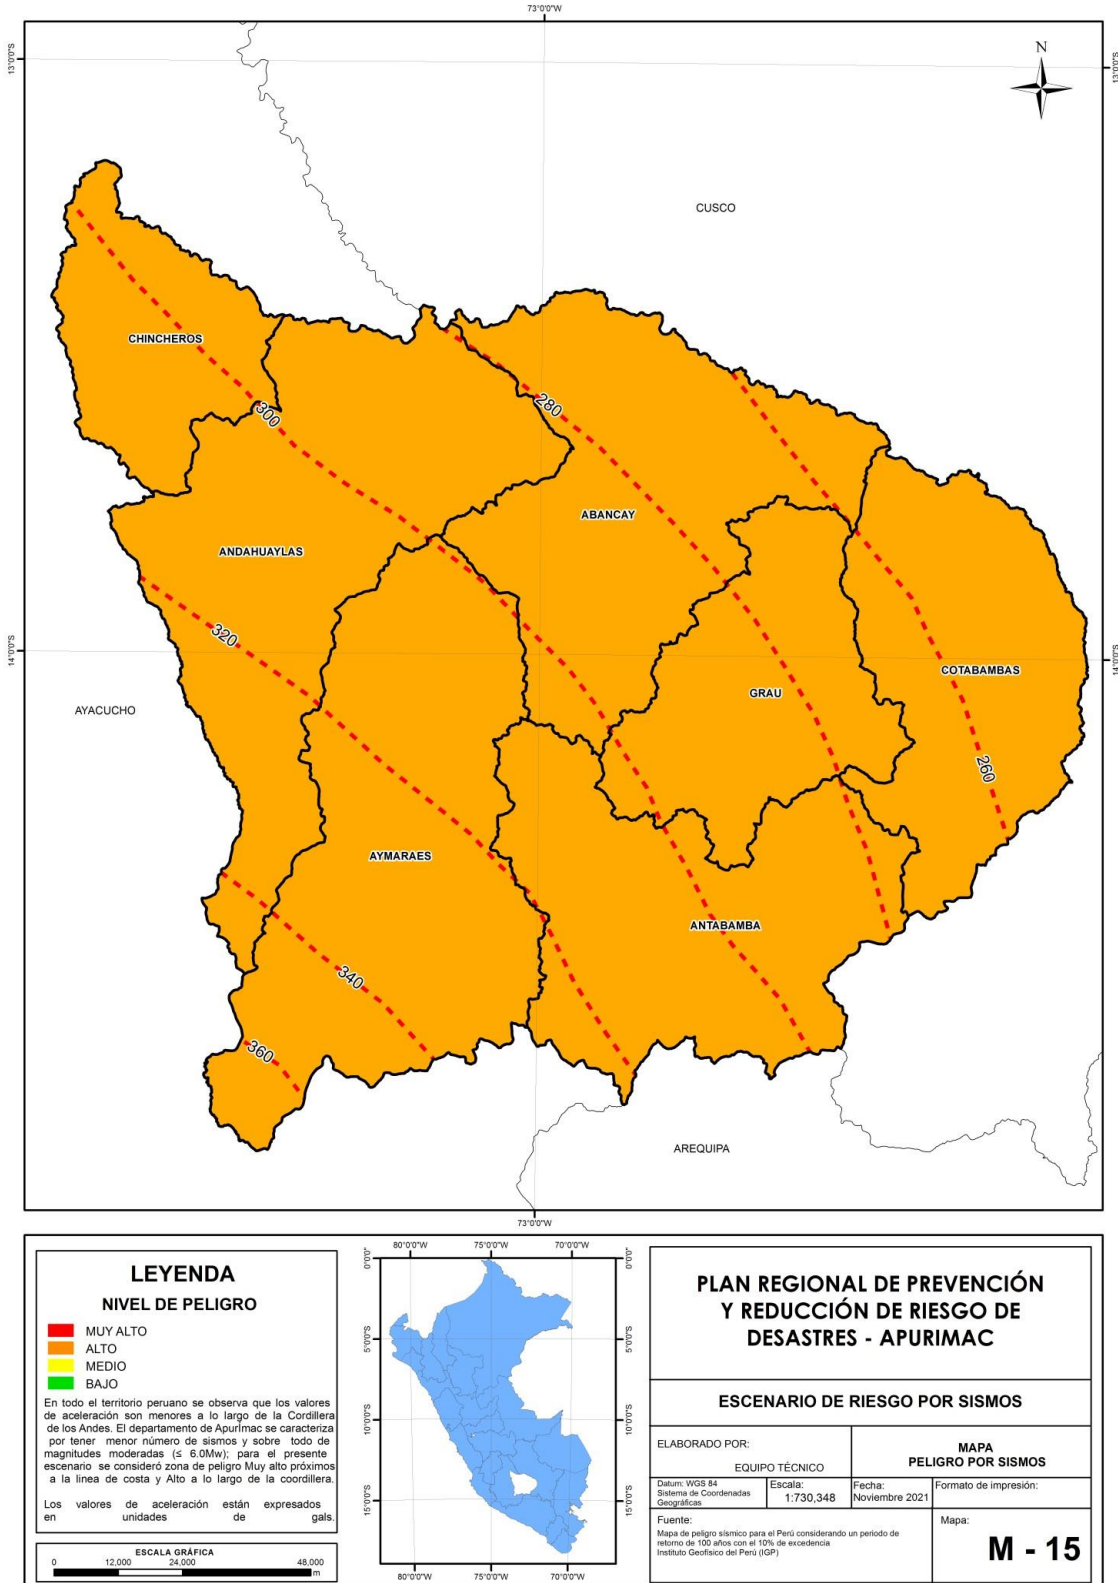 73°0'0"W
13°0'0"S
13°0'0"S
N
CUSCO
CHINCHEROS
300
280
ABANCAY
ANDAHUAYLAS
320
14°0'0"S
14°0'0"S
COTABAMBAS
GRAU
AYACUCHO
260
AYMARAES
ANTABAMBA
340
360
AREQUIPA
73°0'0"W
LEYENDA
NIVEL DE PELIGRO
MUY ALTO
ALTO
MEDIO
BAJO
En todo el territorio peruano se observa que los valores
de aceleración son menores a lo largo de la Cordillera
de los Andes. El departamento de Apurímac se caracteriza
por tener menor número de sismos y sobre todo de
magnitudes moderadas (≤ 6.0Mw); para el presente
escenario se consideró zona de peligro Muy alto próximos
a la linea de costa y Alto a lo largo de la coordillera.
Los valores de aceleración están expresados
en unidades de gals.
ESCALA GRÁFICA
0 12,000 24,000 48,000
m
80°0'0"W 75°0'0"W 70°0'0"W
0°0'0" 0°0'0"
5°0'0"S 5°0'0"S
10°0'0"S 10°0'0"S
15°0'0"S 15°0'0"S
80°0'0"W 75°0'0"W 70°0'0"W
PLAN REGIONAL DE PREVENCIÓN
Y REDUCCIÓN DE RIESGO DE
DESASTRES - APURIMAC
ESCENARIO DE RIESGO POR SISMOS
ELABORADO POR:
EQUIPO TÉCNICO
MAPA
PELIGRO POR SISMOS
Datum: WGS 84
Sistema de Coordenadas
Geográficas
Escala:
1:730,348
Fecha:
Noviembre 2021
Formato de impresión:
Fuente:
Mapa de peligro sísmico para el Perú considerando un periodo de
retorno de 100 años con el 10% de excedencia
Instituto Geofísico del Perú (IGP)
Mapa:
M - 15